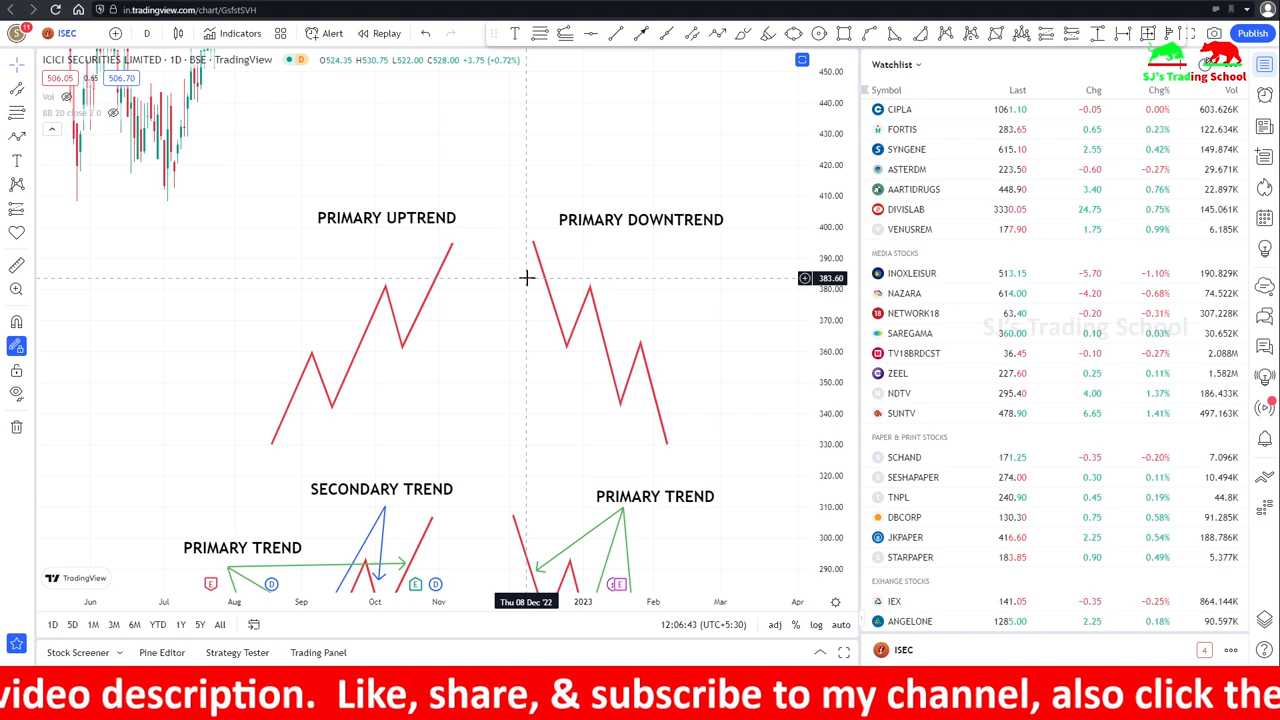 in.tradingview.com/chart/GsfstSVH
S 11 ISEC D Indicators Alert Replay Publish
ICICI SECURITIES LIMITED · 1D · BSE · TradingView D O524.35 H530.75 L522.00 C528.00 +3.75 (+0.72%)
506.05 0.65 506.70
Vol
BB 20 close 2 0
SJ's Trading School
Watchlist
Symbol Last Chg Chg% Vol
CIPLA 1061.10 −0.05 0.00% 603.626K
FORTIS 283.65 0.65 0.23% 122.634K
SYNGENE 615.10 2.55 0.42% 149.874K
ASTERDM 223.50 −0.60 −0.27% 29.671K
AARTIDRUGS 448.90 3.40 0.76% 22.897K
DIVISLAB 3330.05 24.75 0.75% 145.061K
VENUSREM 177.90 1.75 0.99% 6.185K
MEDIA STOCKS
INOXLEISUR 513.15 −5.70 −1.10% 190.829K
NAZARA 614.00 −4.20 −0.68% 74.522K
NETWORK18 63.40 −0.20 −0.31% 307.228K
SAREGAMA 360.00 0.10 0.03% 30.652K
TV18BRDCST 36.45 −0.10 −0.27% 2.088M
ZEEL 227.60 0.25 0.11% 1.582M
NDTV 295.40 4.00 1.37% 186.433K
SUNTV 478.90 6.65 1.41% 497.163K
SJ's Trading School
PAPER & PRINT STOCKS
SCHAND 171.25 −0.35 −0.20% 7.096K
SESHAPAPER 274.00 0.30 0.11% 10.494K
TNPL 240.90 0.45 0.19% 44.8K
DBCORP 130.30 0.75 0.58% 91.285K
JKPAPER 416.60 2.25 0.54% 188.786K
STARPAPER 183.85 0.90 0.49% 5.377K
EXHANGE STOCKS
IEX 141.05 −0.35 −0.25% 864.144K
ANGELONE 1285.00 2.25 0.18% 90.597K
ISEC 4
PRIMARY UPTREND
PRIMARY DOWNTREND
SECONDARY TREND
PRIMARY TREND
PRIMARY TREND
450.00
440.00
430.00
420.00
410.00
400.00
390.00
383.60
380.00
370.00
360.00
350.00
340.00
330.00
320.00
310.00
300.00
290.00
TradingView
E D E D E
Jun Jul Aug Sep Oct Nov Thu 08 Dec '22 2023 Feb Mar Apr
1D 5D 1M 3M 6M YTD 1Y 5Y All 12:06:43 (UTC+5:30) adj % log auto
Stock Screener Pine Editor Strategy Tester Trading Panel
video description. Like, share, & subscribe to my channel, also click the